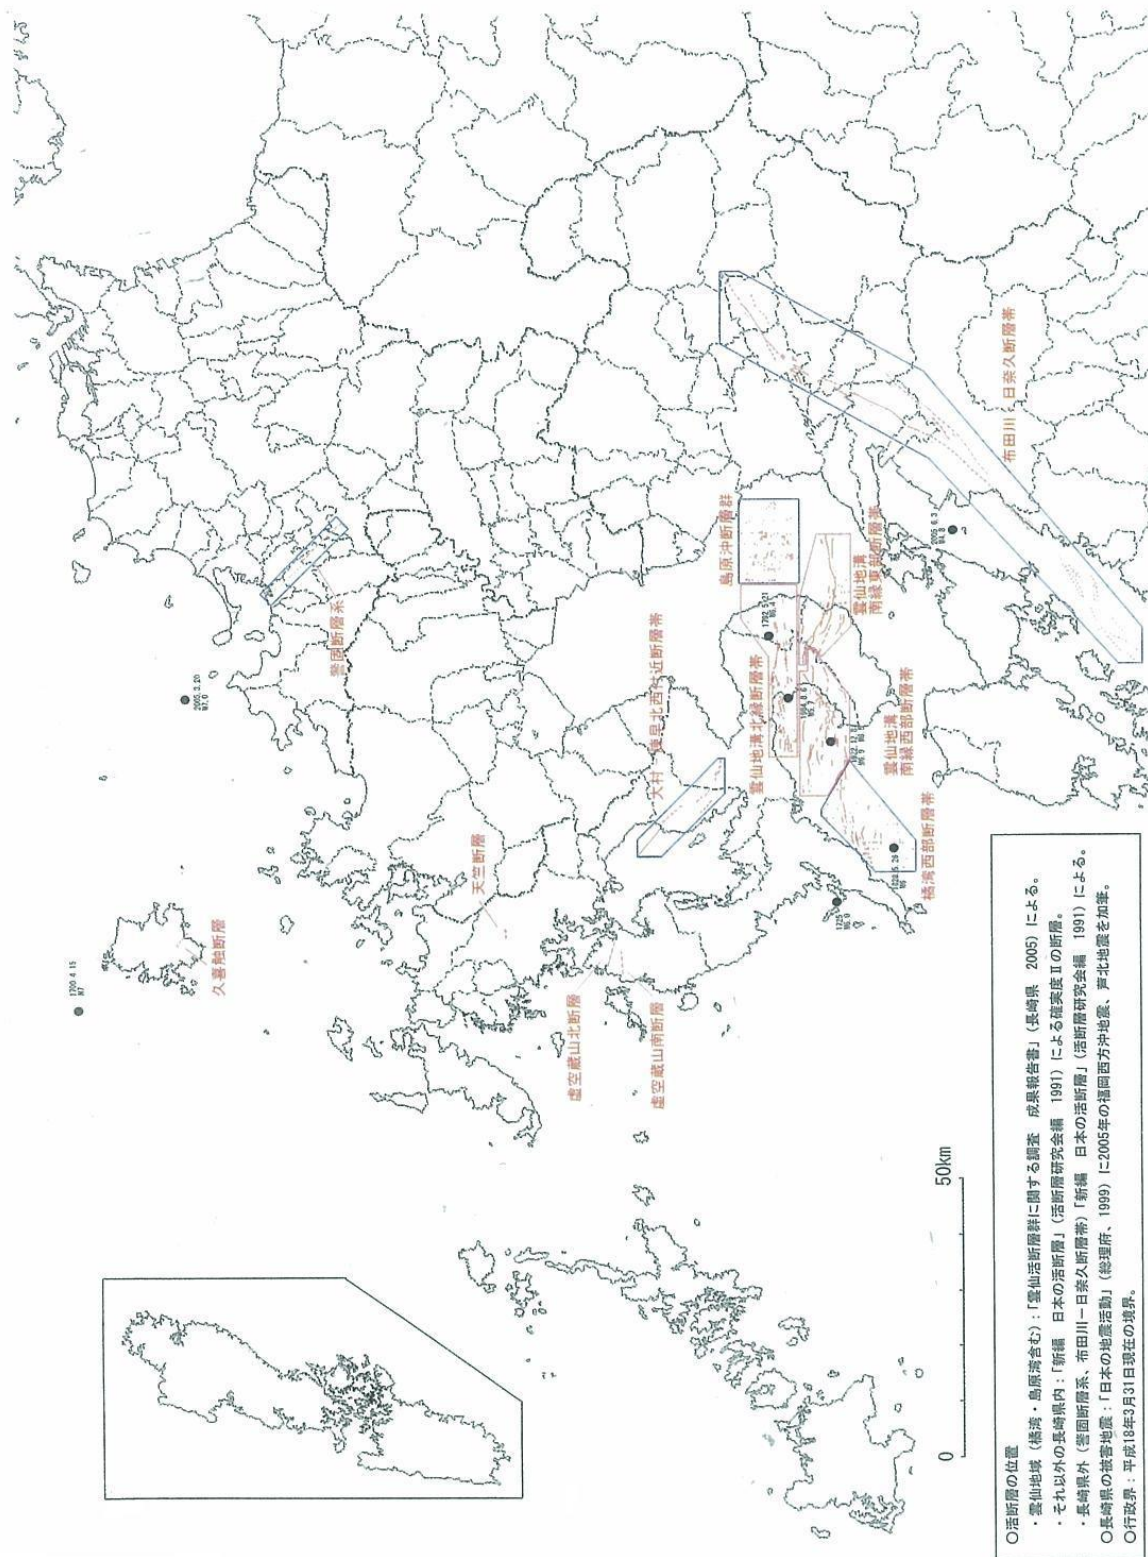 1700.4.15
M7
久喜触断層
2005.3.20
M7.0
警固断層系
天竺断層
虚空蔵山北断層
虚空蔵山南断層
大村－諫早北西付近断層帯
島原沖断層群
雲仙地溝北縁断層帯
雲仙地溝
南縁東部断層帯
雲仙地溝
南縁西部断層帯
橘湾西部断層帯
布田川－日奈久断層帯
2005.6.3
M4.8
0
50km
○活断層の位置
・雲仙地域（橘湾・島原湾含む）：「雲仙活断層群に関する調査 成果報告書」（長崎県 2005）による。
・それ以外の長崎県内：「新編 日本の活断層」（活断層研究会編 1991）による確実度Ⅱの断層。
・長崎県外（警固断層系、布田川－日奈久断層帯）「新編 日本の活断層」（活断層研究会編 1991）による。
○長崎県の被害地震：「日本の地震活動」（総理府、1999）に2005年の福岡西方沖地震、芦北地震を加筆。
○行政界：平成18年3月31日現在の境界。